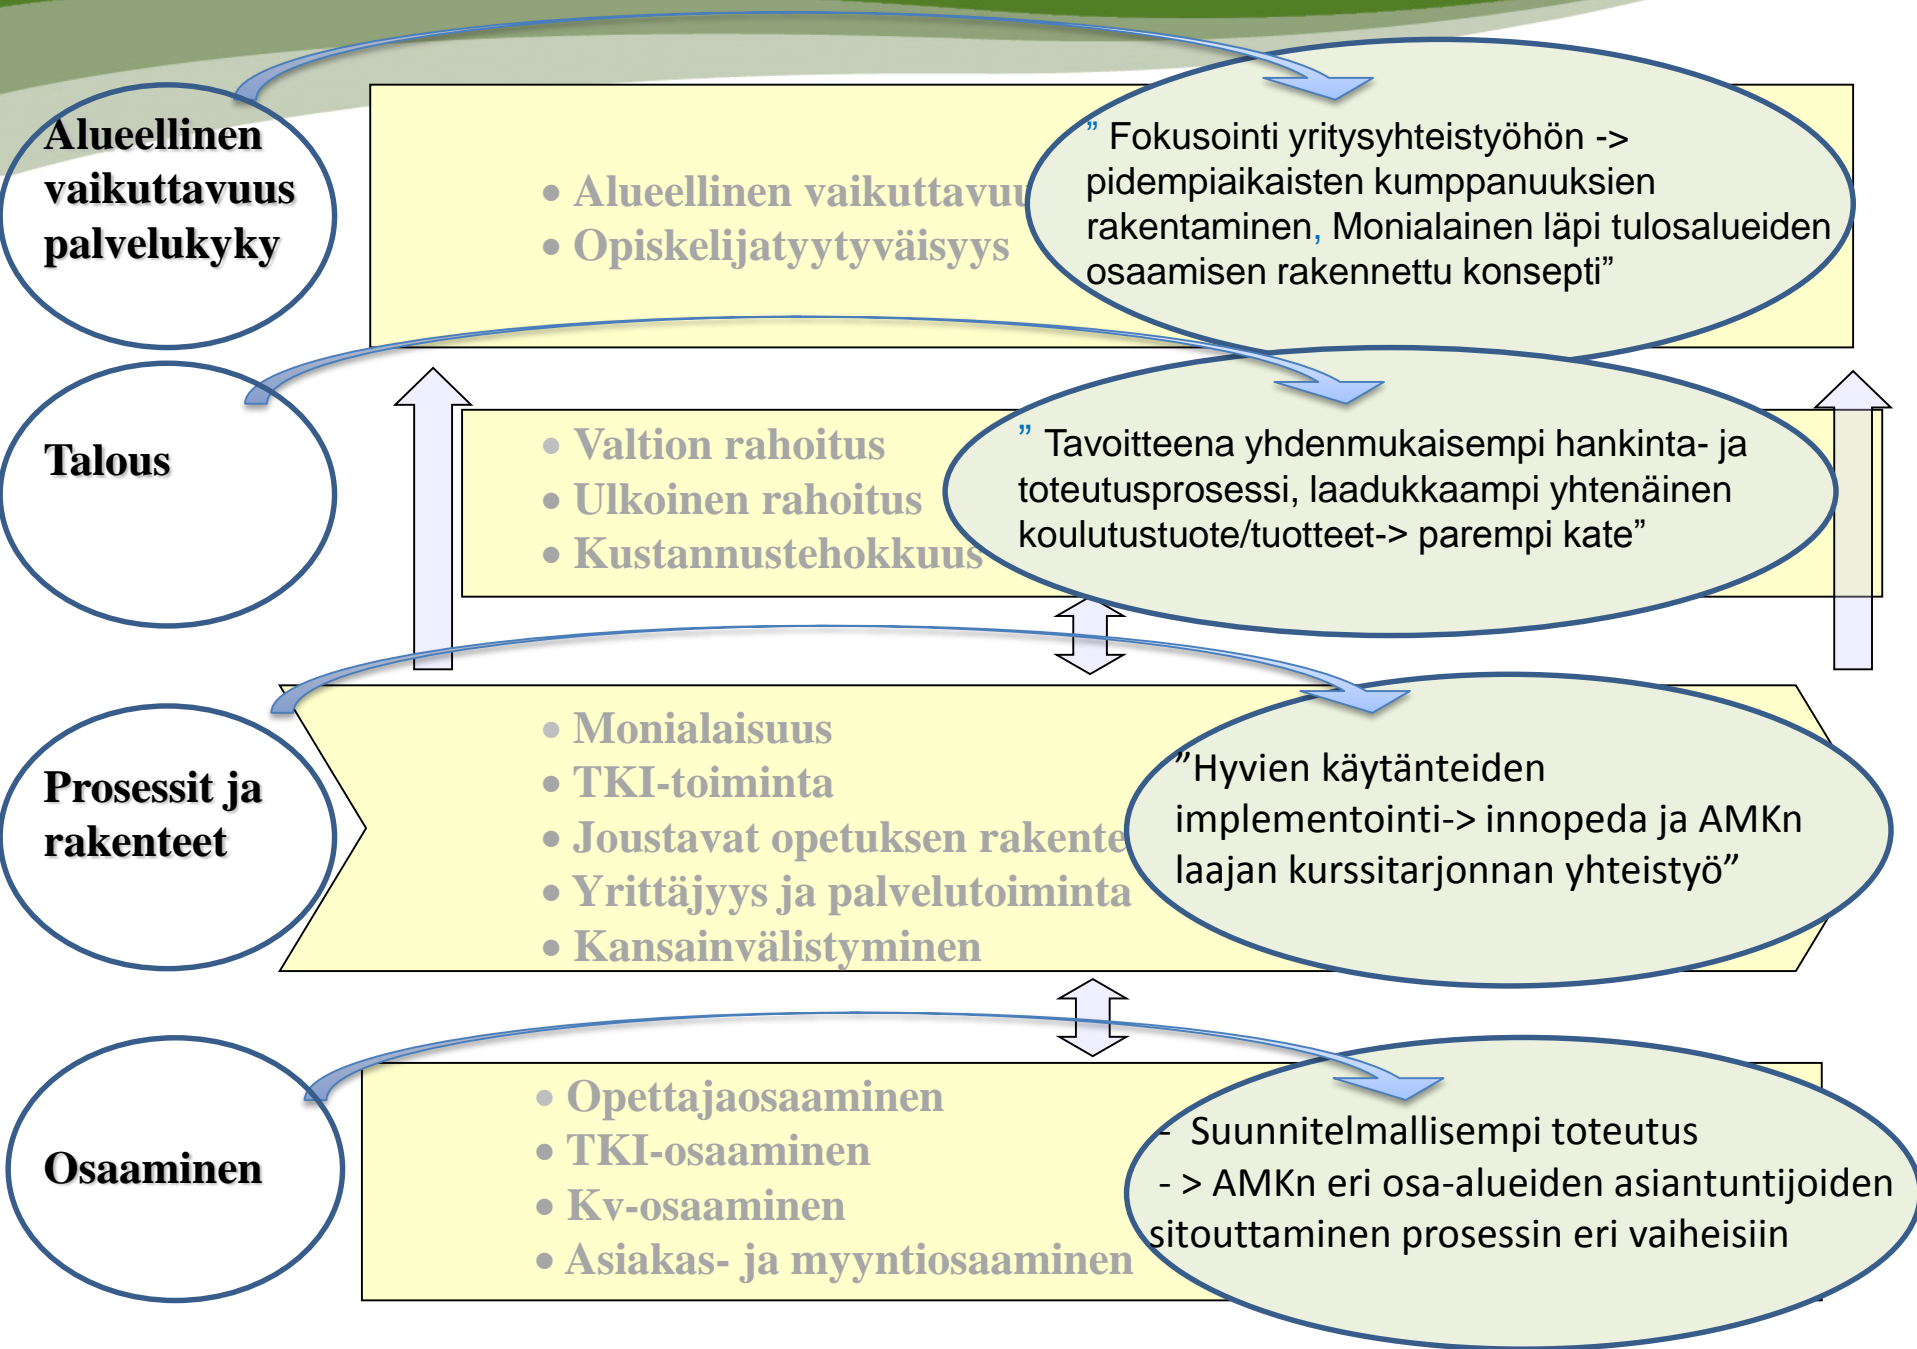 Alueellinen
vaikuttavuus
palvelukyky
• Alueellinen vaikuttavuu
• Opiskelijatyytyväisyys
” Fokusointi yritysyhteistyöhön ->
pidempiaikaisten kumppanuuksien
rakentaminen, Monialainen läpi tulosalueiden
osaamisen rakennettu konsepti”
Talous
• Valtion rahoitus
• Ulkoinen rahoitus
• Kustannustehokkuus
” Tavoitteena yhdenmukaisempi hankinta- ja
toteutusprosessi, laadukkaampi yhtenäinen
koulutustuote/tuotteet-> parempi kate”
Prosessit ja
rakenteet
• Monialaisuus
• TKI-toiminta
• Joustavat opetuksen rakente
• Yrittäjyys ja palvelutoiminta
• Kansainvälistyminen
”Hyvien käytänteiden
implementointi-> innopeda ja AMKn
laajan kurssitarjonnan yhteistyö”
Osaaminen
• Opettajaosaaminen
• TKI-osaaminen
• Kv-osaaminen
• Asiakas- ja myyntiosaaminen
- Suunnitelmallisempi toteutus
- > AMKn eri osa-alueiden asiantuntijoiden
sitouttaminen prosessin eri vaiheisiin